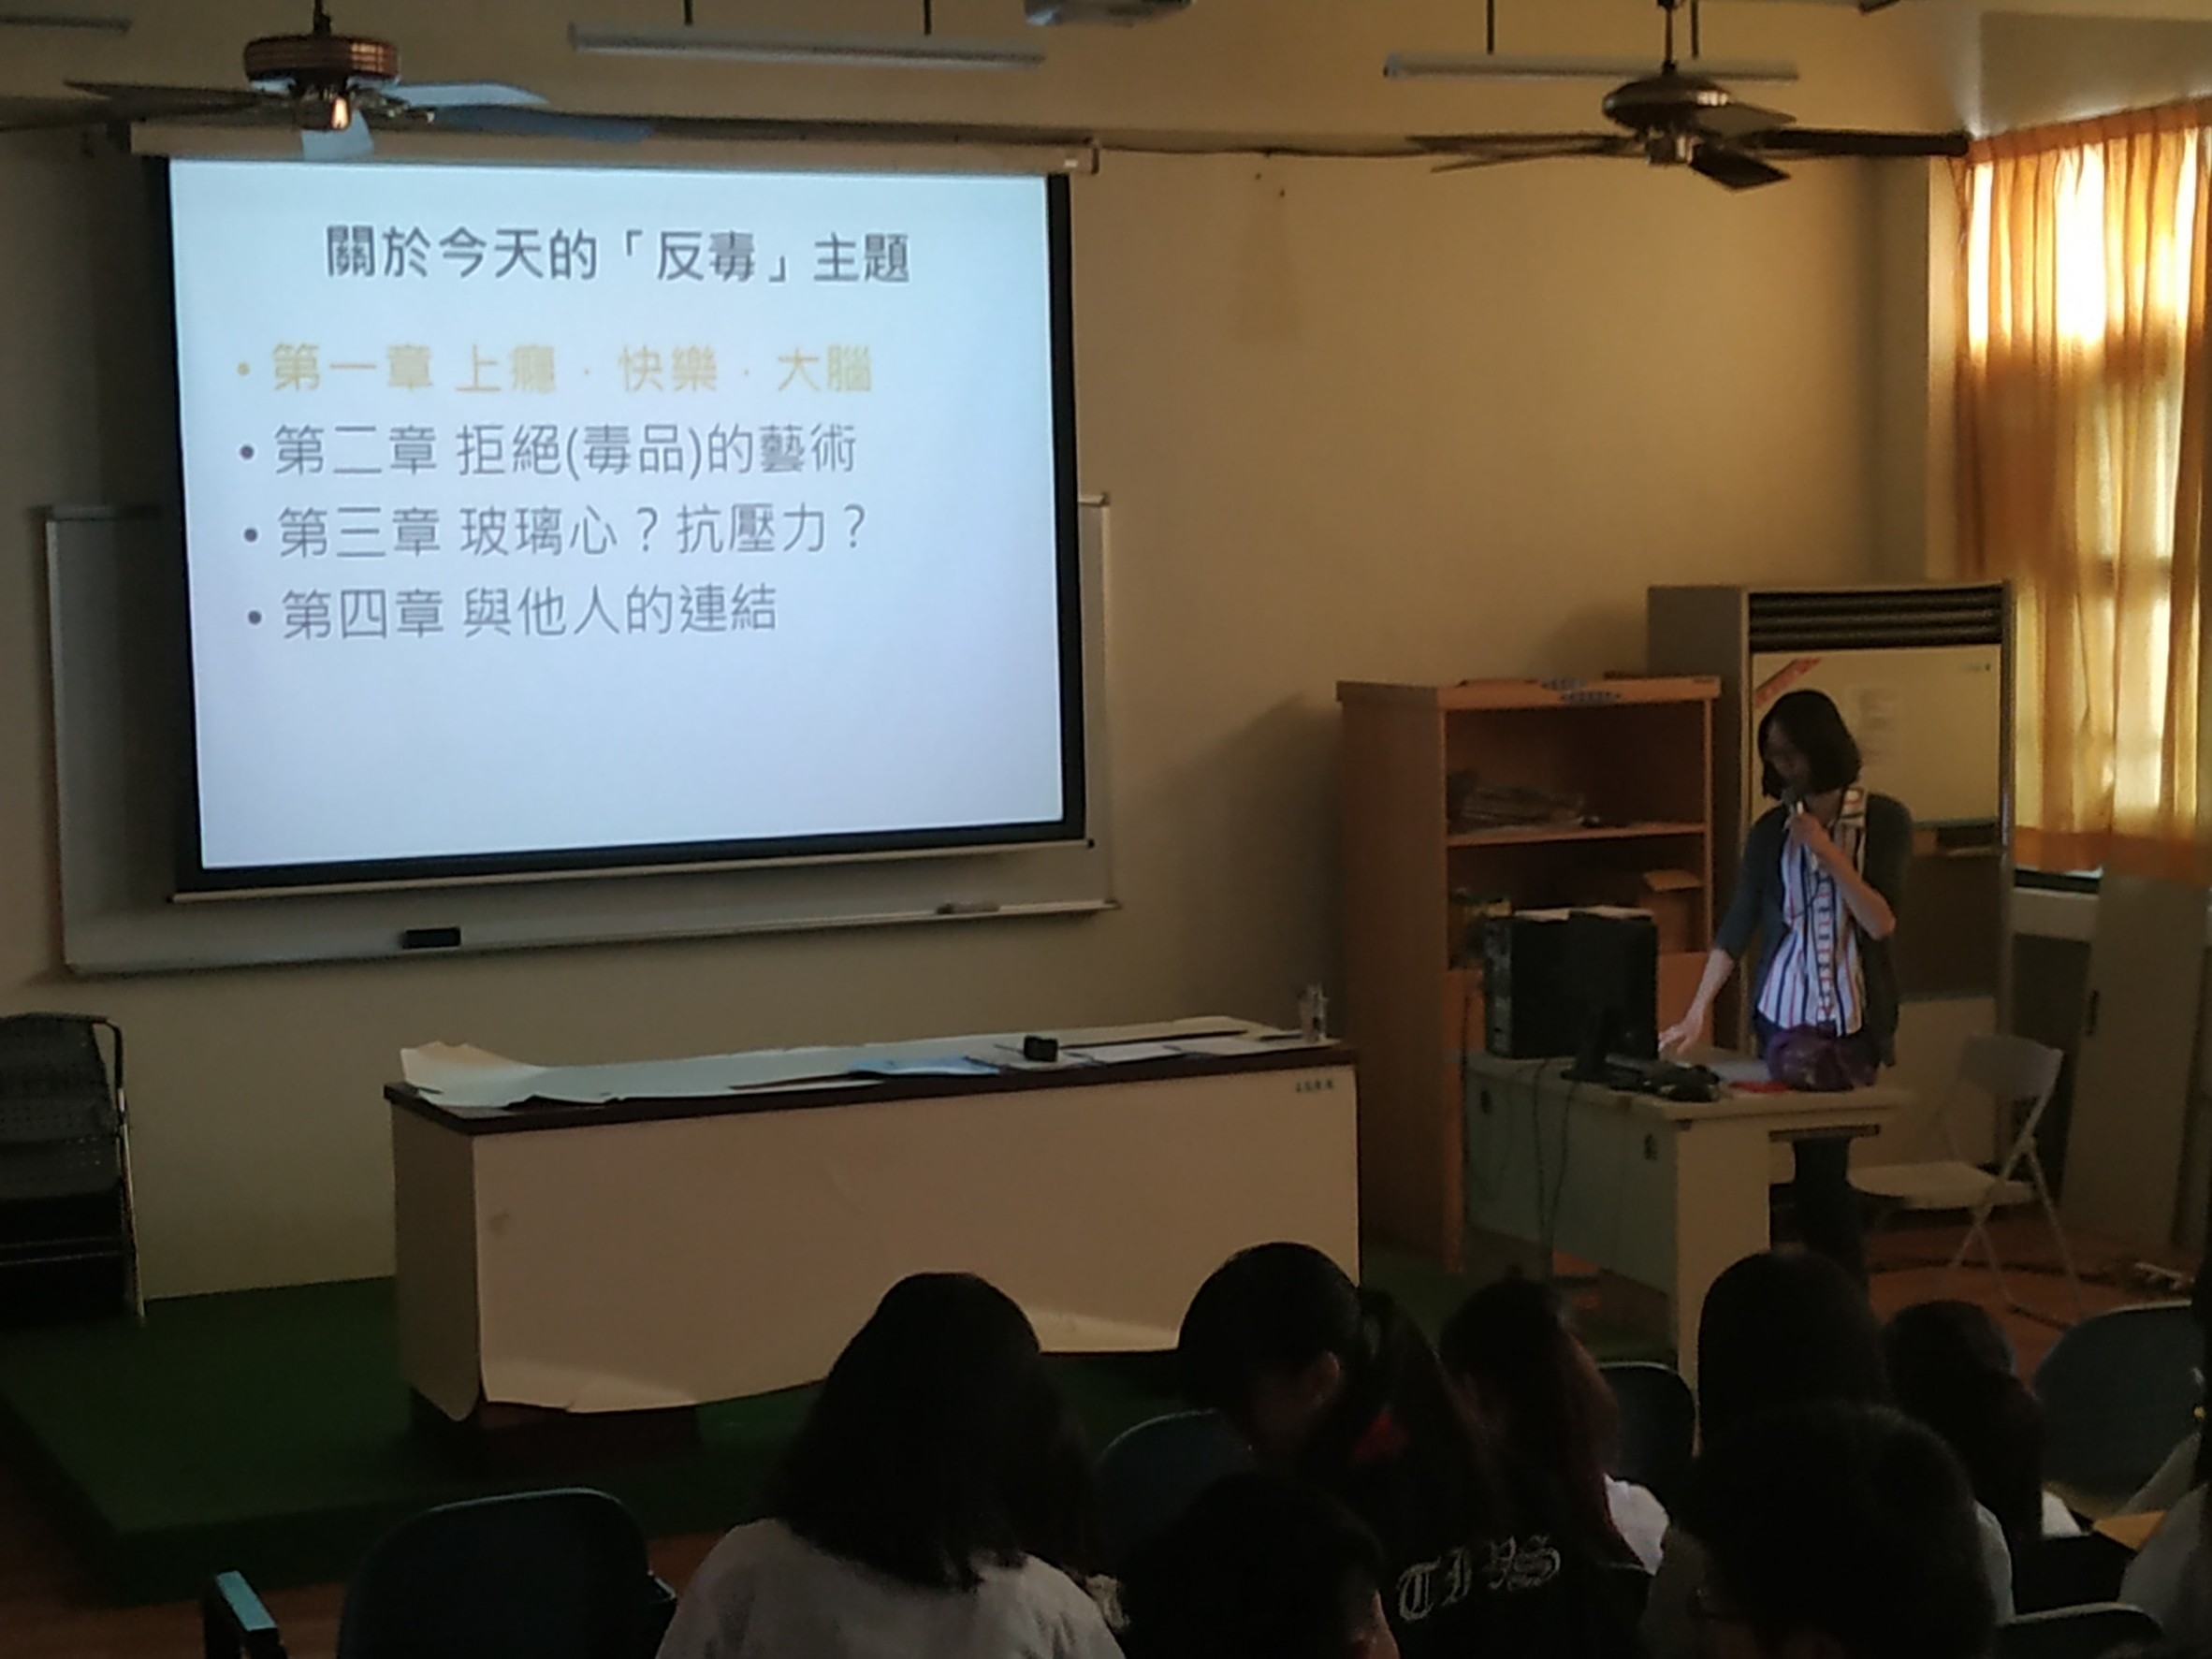 關於今天的「反毒」主題
• 第一章 上癮．快樂．大腦
• 第二章 拒絕(毒品)的藝術
• 第三章 玻璃心？抗壓力？
• 第四章 與他人的連結